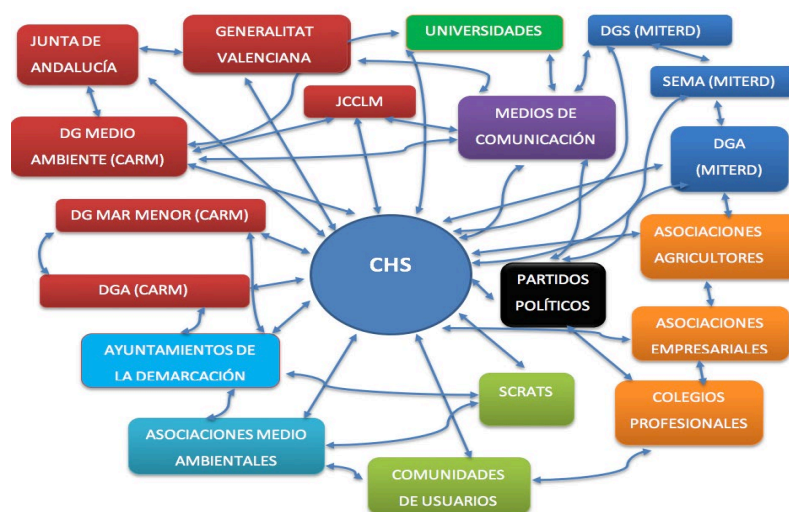 JUNTA DE
ANDALUCÍA
GENERALITAT
VALENCIANA
UNIVERSIDADES
DGS (MITERD)
SEMA (MITERD)
JCCLM
MEDIOS DE
COMUNICACIÓN
DG MEDIO
AMBIENTE (CARM)
DGA
(MITERD)
DG MAR MENOR (CARM)
ASOCIACIONES
AGRICULTORES
CHS
DGA (CARM)
PARTIDOS
POLÍTICOS
AYUNTAMIENTOS DE
LA DEMARCACIÓN
ASOCIACIONES
EMPRESARIALES
SCRATS
COLEGIOS
PROFESIONALES
ASOCIACIONES MEDIO
AMBIENTALES
COMUNIDADES
DE USUARIOS